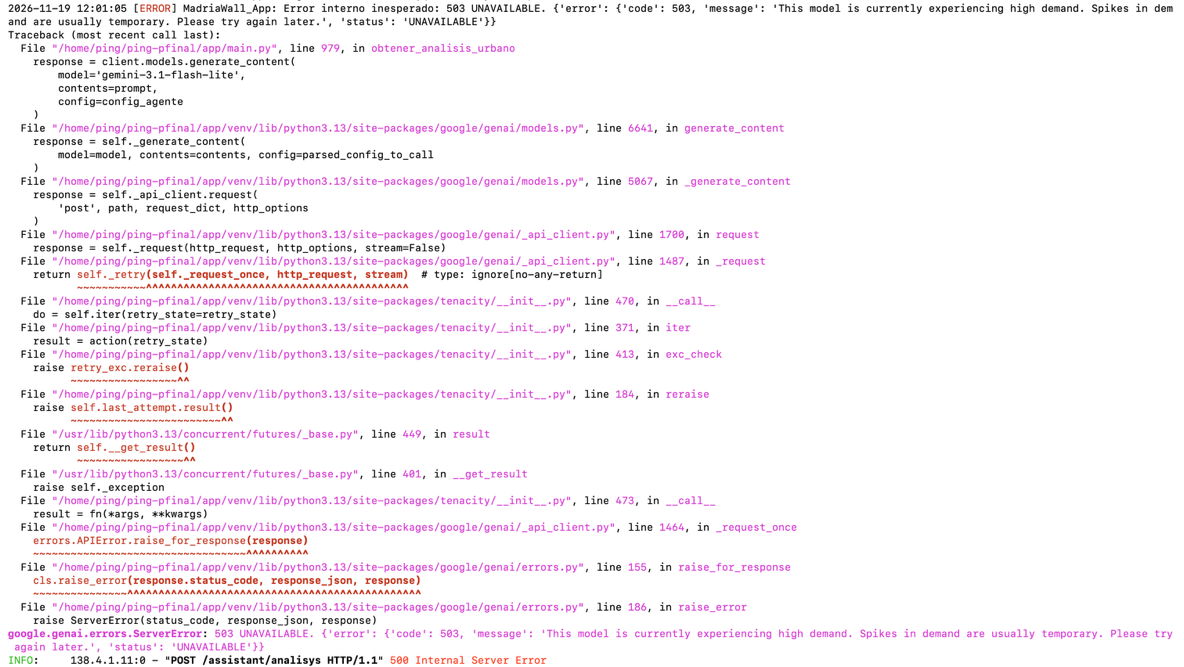 2026-11-19 12:01:05 [ERROR] MadriaWall_App: Error interno inesperado: 503 UNAVAILABLE. {'error': {'code': 503, 'message': 'This model is currently experiencing high demand. Spikes in dem
and are usually temporary. Please try again later.', 'status': 'UNAVAILABLE'}}
Traceback (most recent call last):
  File "/home/ping/ping-pfinal/app/main.py", line 979, in obtener_analisis_urbano
    response = client.models.generate_content(
        model='gemini-3.1-flash-lite',
        contents=prompt,
        config=config_agente
    )
  File "/home/ping/ping-pfinal/app/venv/lib/python3.13/site-packages/google/genai/models.py", line 6641, in generate_content
    response = self._generate_content(
        model=model, contents=contents, config=parsed_config_to_call
    )
  File "/home/ping/ping-pfinal/app/venv/lib/python3.13/site-packages/google/genai/models.py", line 5067, in _generate_content
    response = self._api_client.request(
        'post', path, request_dict, http_options
    )
  File "/home/ping/ping-pfinal/app/venv/lib/python3.13/site-packages/google/genai/_api_client.py", line 1700, in request
    response = self._request(http_request, http_options, stream=False)
  File "/home/ping/ping-pfinal/app/venv/lib/python3.13/site-packages/google/genai/_api_client.py", line 1487, in _request
    return self._retry(self._request_once, http_request, stream)  # type: ignore[no-any-return]
           ~~~~~~~~~~~^^^^^^^^^^^^^^^^^^^^^^^^^^^^^^^^^^^^^^^^^^
  File "/home/ping/ping-pfinal/app/venv/lib/python3.13/site-packages/tenacity/__init__.py", line 470, in __call__
    do = self.iter(retry_state=retry_state)
  File "/home/ping/ping-pfinal/app/venv/lib/python3.13/site-packages/tenacity/__init__.py", line 371, in iter
    result = action(retry_state)
  File "/home/ping/ping-pfinal/app/venv/lib/python3.13/site-packages/tenacity/__init__.py", line 413, in exc_check
    raise retry_exc.reraise()
          ~~~~~~~~~~~~~~~~~^^
  File "/home/ping/ping-pfinal/app/venv/lib/python3.13/site-packages/tenacity/__init__.py", line 184, in reraise
    raise self.last_attempt.result()
          ~~~~~~~~~~~~~~~~~~~~~~~~^^
  File "/usr/lib/python3.13/concurrent/futures/_base.py", line 449, in result
    return self.__get_result()
           ~~~~~~~~~~~~~~~~~^^
  File "/usr/lib/python3.13/concurrent/futures/_base.py", line 401, in __get_result
    raise self._exception
  File "/home/ping/ping-pfinal/app/venv/lib/python3.13/site-packages/tenacity/__init__.py", line 473, in __call__
    result = fn(*args, **kwargs)
  File "/home/ping/ping-pfinal/app/venv/lib/python3.13/site-packages/google/genai/_api_client.py", line 1464, in _request_once
    errors.APIError.raise_for_response(response)
    ~~~~~~~~~~~~~~~~~~~~~~~~~~~~~~~~~~^^^^^^^^^^
  File "/home/ping/ping-pfinal/app/venv/lib/python3.13/site-packages/google/genai/errors.py", line 155, in raise_for_response
    cls.raise_error(response.status_code, response_json, response)
    ~~~~~~~~~~~~~~~^^^^^^^^^^^^^^^^^^^^^^^^^^^^^^^^^^^^^^^^^^^^^^^
  File "/home/ping/ping-pfinal/app/venv/lib/python3.13/site-packages/google/genai/errors.py", line 186, in raise_error
    raise ServerError(status_code, response_json, response)
google.genai.errors.ServerError: 503 UNAVAILABLE. {'error': {'code': 503, 'message': 'This model is currently experiencing high demand. Spikes in demand are usually temporary. Please try
 again later.', 'status': 'UNAVAILABLE'}}
INFO:     138.4.1.11:0 – "POST /assistant/analisys HTTP/1.1" 500 Internal Server Error